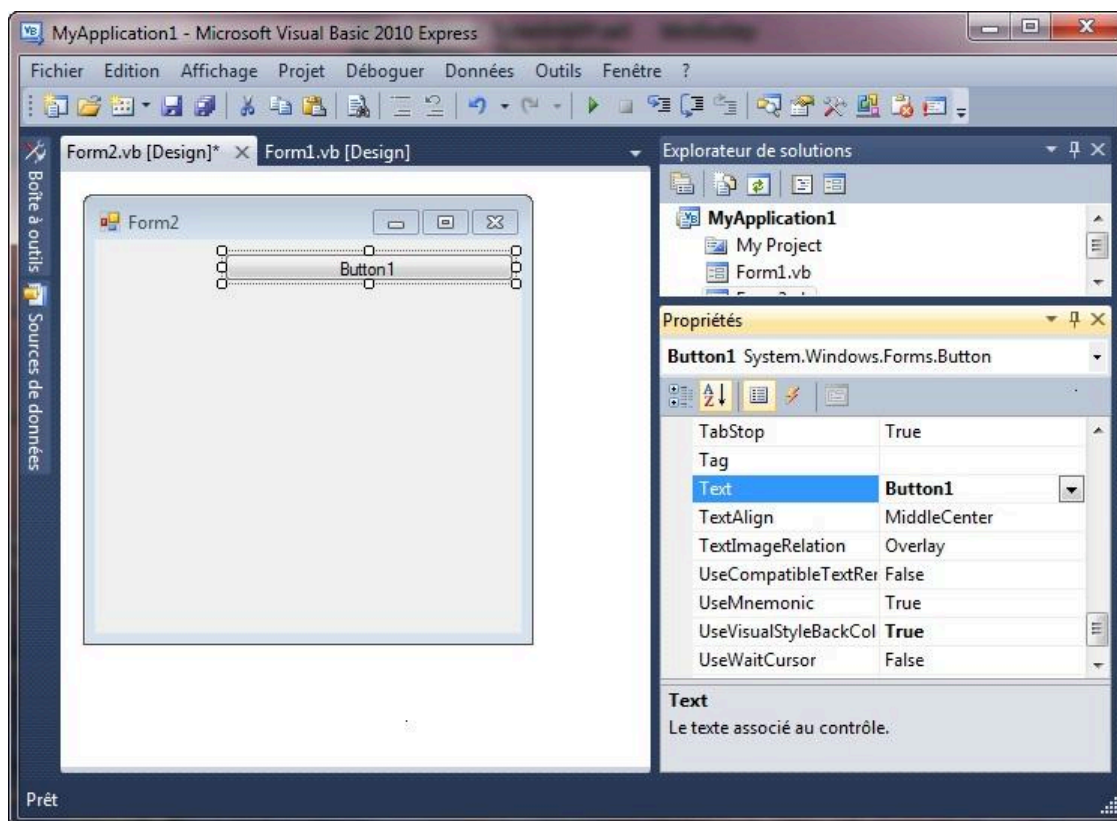 MyApplication1 - Microsoft Visual Basic 2010 Express
Fichier Edition Affichage Projet Déboguer Données Outils Fenêtre ?
Boîte à outils
Sources de données
Form2.vb [Design]* Form1.vb [Design]
Form2
Button1
Explorateur de solutions
MyApplication1
My Project
Form1.vb
Propriétés
Button1 System.Windows.Forms.Button
TabStop True
Tag
Text Button1
TextAlign MiddleCenter
TextImageRelation Overlay
UseCompatibleTextRer False
UseMnemonic True
UseVisualStyleBackCol True
UseWaitCursor False
Text
Le texte associé au contrôle.
Prêt